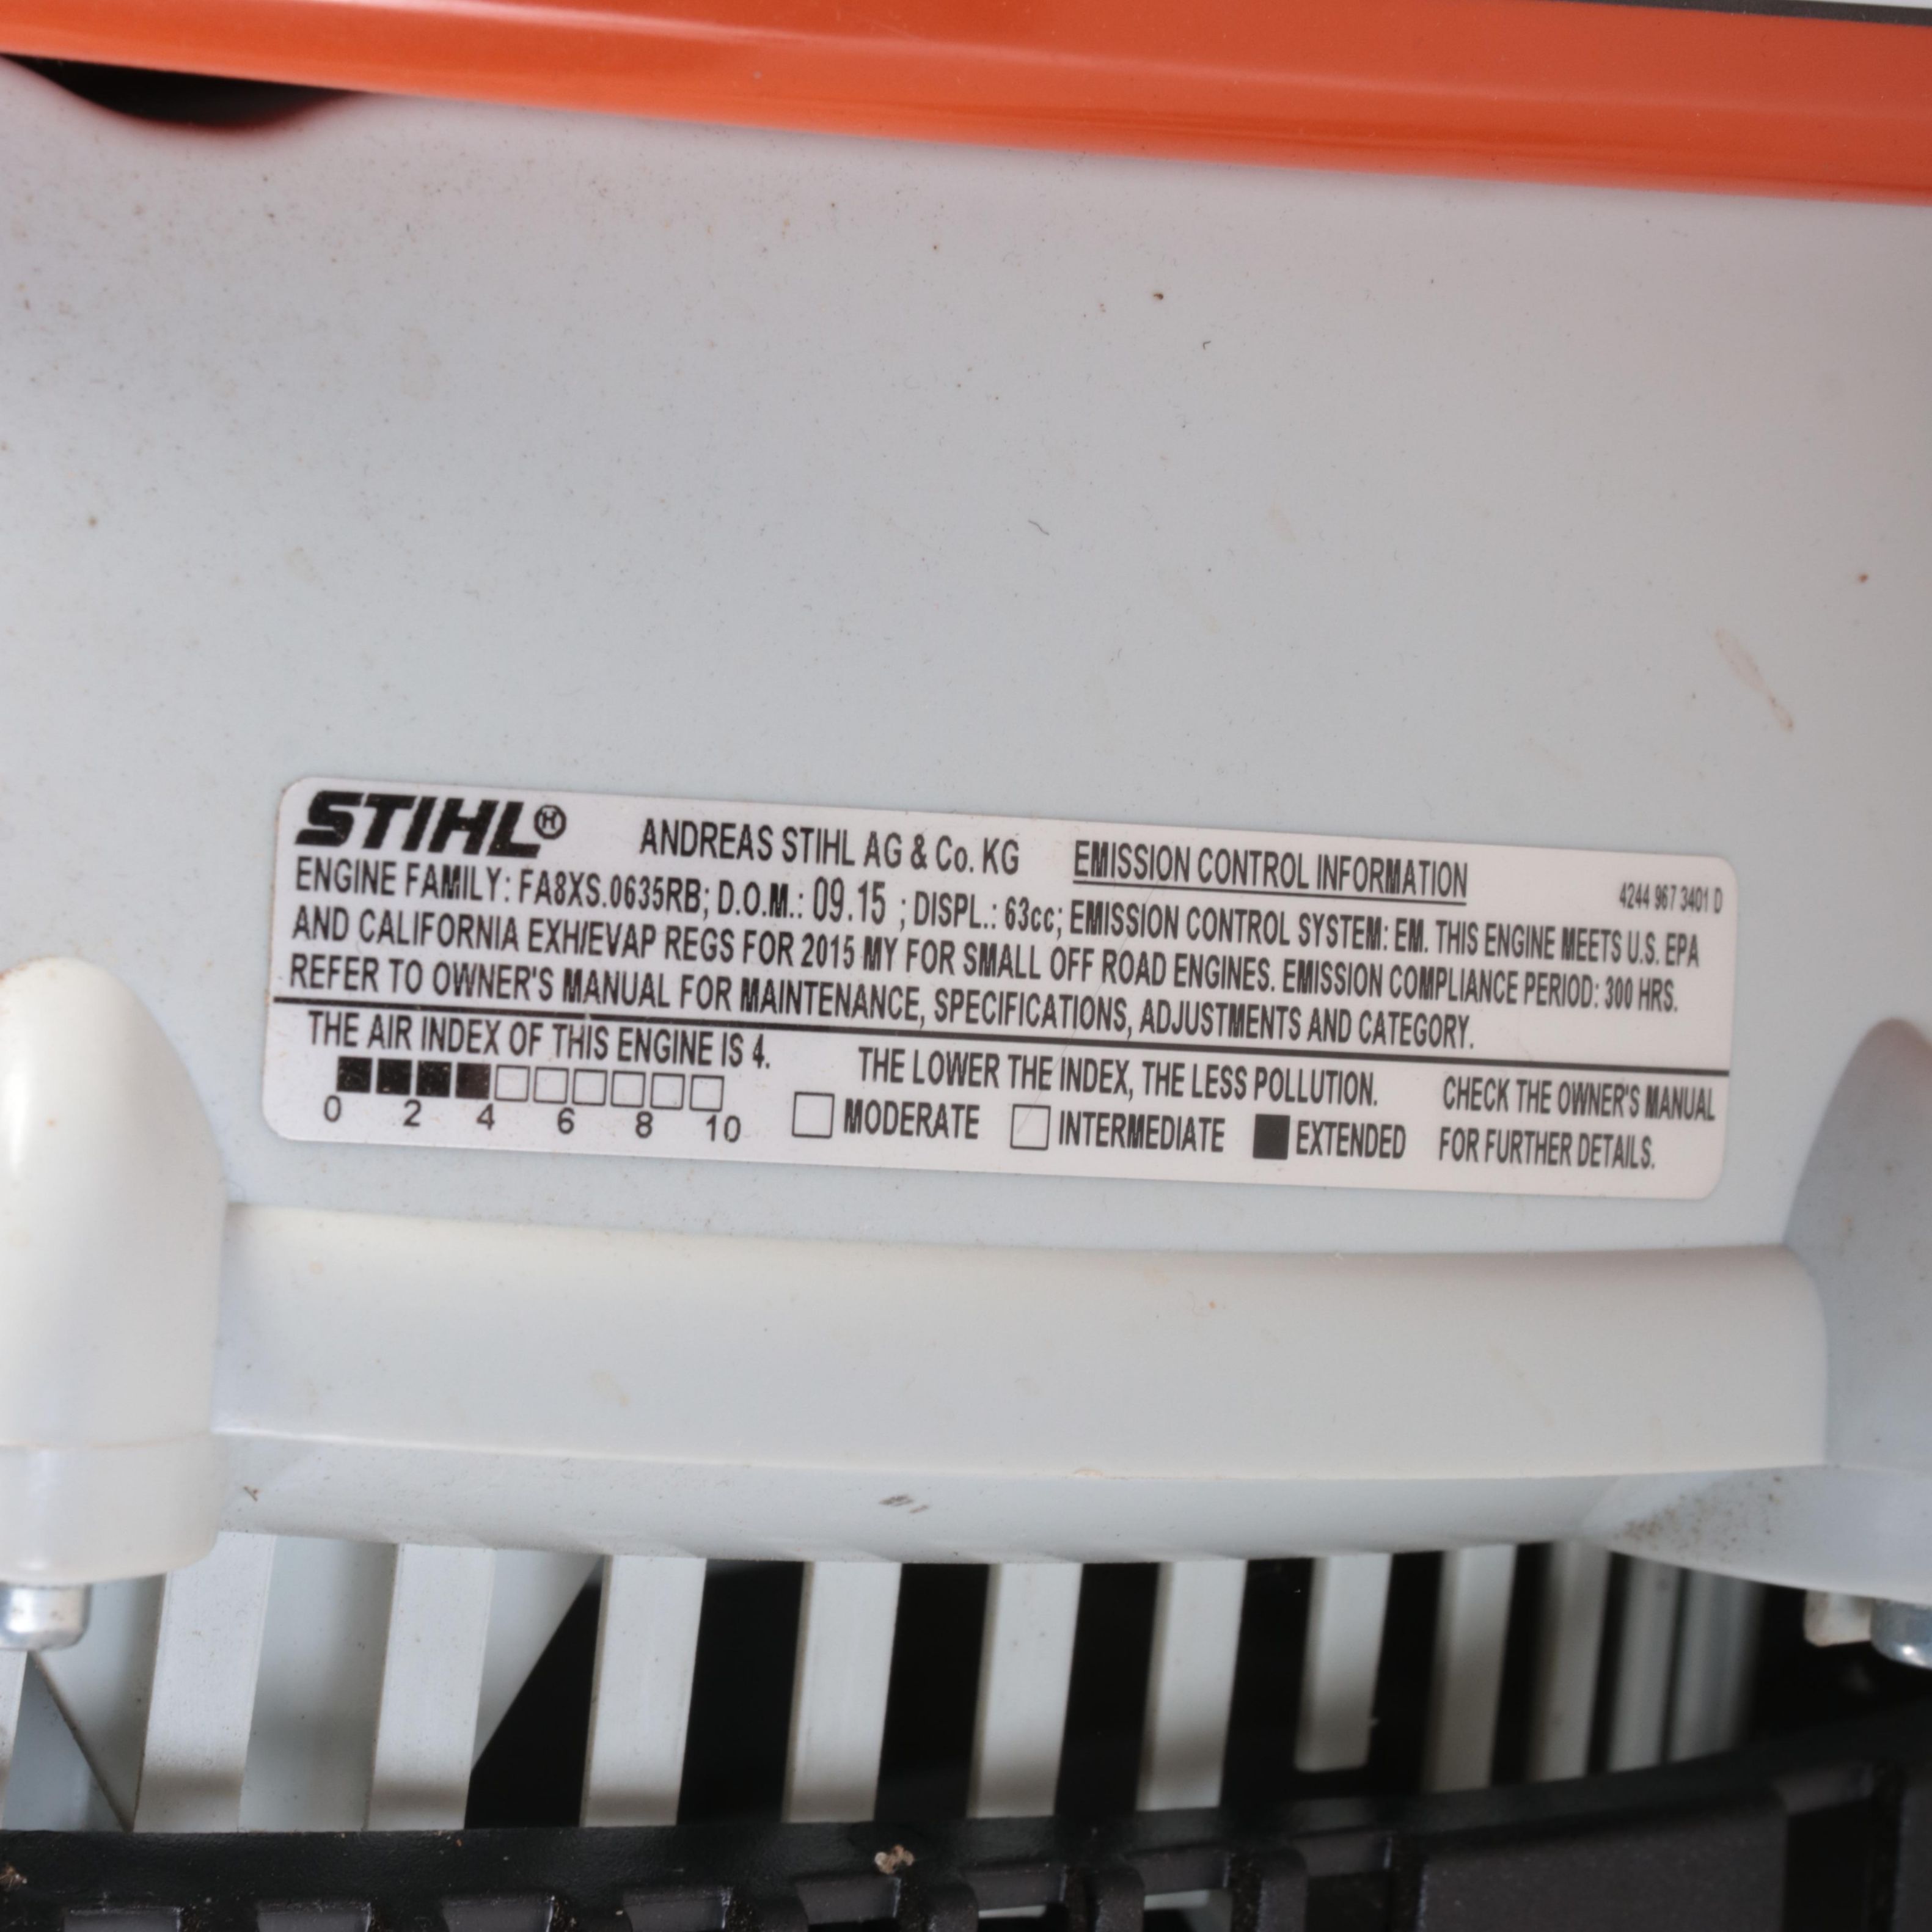 STIHL® ANDREAS STIHL AG & Co. KG EMISSION CONTROL INFORMATION 4244 967 3401 D
ENGINE FAMILY: FA8XS.0635RB; D.O.M.: 09.15 ; DISPL.: 63cc; EMISSION CONTROL SYSTEM: EM. THIS ENGINE MEETS U.S. EPA
AND CALIFORNIA EXH/EVAP REGS FOR 2015 MY FOR SMALL OFF ROAD ENGINES. EMISSION COMPLIANCE PERIOD: 300 HRS.
REFER TO OWNER'S MANUAL FOR MAINTENANCE, SPECIFICATIONS, ADJUSTMENTS AND CATEGORY.
THE AIR INDEX OF THIS ENGINE IS 4. THE LOWER THE INDEX, THE LESS POLLUTION. CHECK THE OWNER'S MANUAL
0 2 4 6 8 10 MODERATE INTERMEDIATE EXTENDED FOR FURTHER DETAILS.